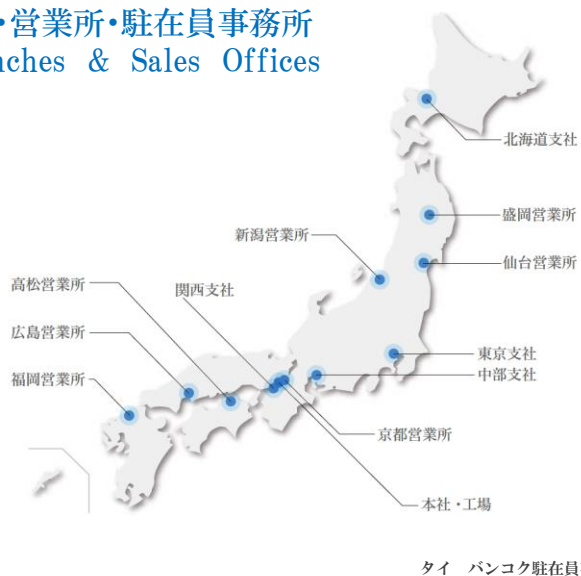 ・営業所・駐在員事務所
nches & Sales Offices
北海道支社
盛岡営業所
新潟営業所
仙台営業所
高松営業所
関西支社
広島営業所
東京支社
中部支社
福岡営業所
京都営業所
本社・工場
タイ バンコク駐在員